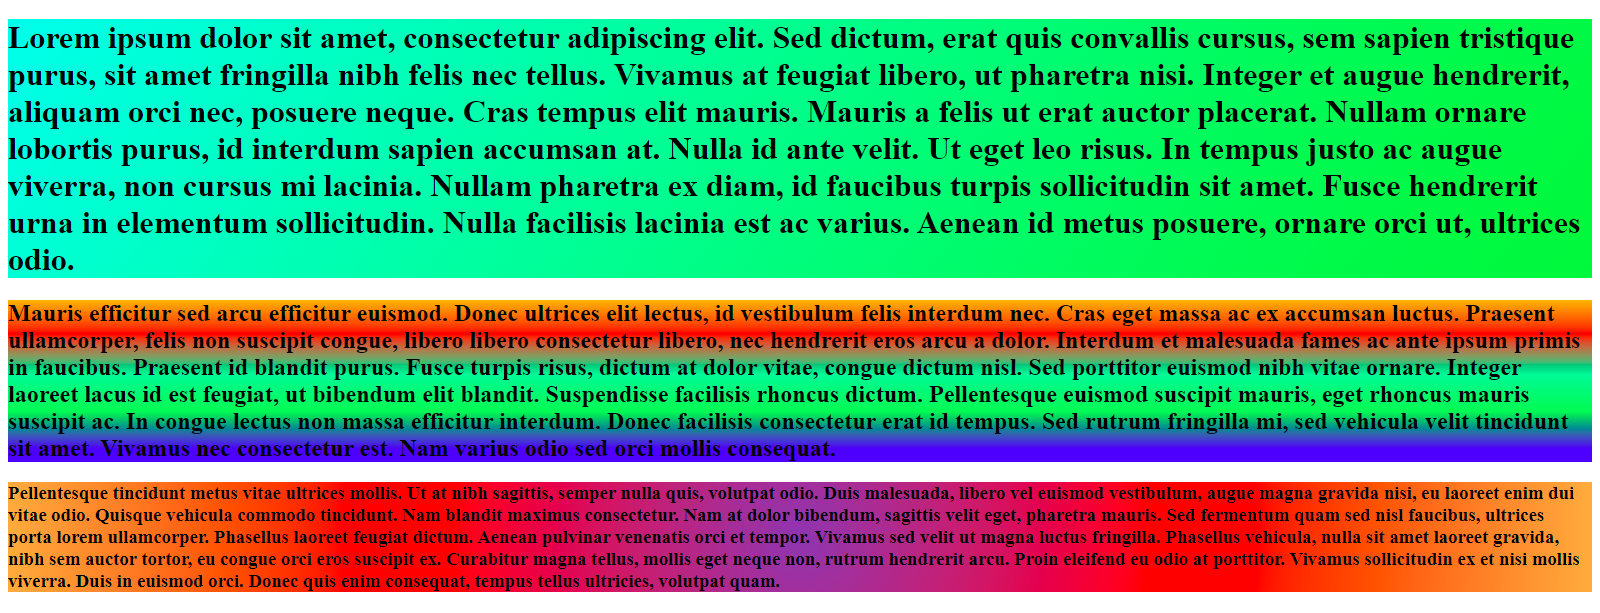 Lorem ipsum dolor sit amet, consectetur adipiscing elit. Sed dictum, erat quis convallis cursus, sem sapien tristique
purus, sit amet fringilla nibh felis nec tellus. Vivamus at feugiat libero, ut pharetra nisi. Integer et augue hendrerit,
aliquam orci nec, posuere neque. Cras tempus elit mauris. Mauris a felis ut erat auctor placerat. Nullam ornare
lobortis purus, id interdum sapien accumsan at. Nulla id ante velit. Ut eget leo risus. In tempus justo ac augue
viverra, non cursus mi lacinia. Nullam pharetra ex diam, id faucibus turpis sollicitudin sit amet. Fusce hendrerit
urna in elementum sollicitudin. Nulla facilisis lacinia est ac varius. Aenean id metus posuere, ornare orci ut, ultrices
odio.
Mauris efficitur sed arcu efficitur euismod. Donec ultrices elit lectus, id vestibulum felis interdum nec. Cras eget massa ac ex accumsan luctus. Praesent
ullamcorper, felis non suscipit congue, libero libero consectetur libero, nec hendrerit eros arcu a dolor. Interdum et malesuada fames ac ante ipsum primis
in faucibus. Praesent id blandit purus. Fusce turpis risus, dictum at dolor vitae, congue dictum nisl. Sed porttitor euismod nibh vitae ornare. Integer
laoreet lacus id est feugiat, ut bibendum elit blandit. Suspendisse facilisis rhoncus dictum. Pellentesque euismod suscipit mauris, eget rhoncus mauris
suscipit ac. In congue lectus non massa efficitur interdum. Donec facilisis consectetur erat id tempus. Sed rutrum fringilla mi, sed vehicula velit tincidunt
sit amet. Vivamus nec consectetur est. Nam varius odio sed orci mollis consequat.
Pellentesque tincidunt metus vitae ultrices mollis. Ut at nibh sagittis, semper nulla quis, volutpat odio. Duis malesuada, libero vel euismod vestibulum, augue magna gravida nisi, eu laoreet enim dui
vitae odio. Quisque vehicula commodo tincidunt. Nam blandit maximus consectetur. Nam at dolor bibendum, sagittis velit eget, pharetra mauris. Sed fermentum quam sed nisl faucibus, ultrices
porta lorem ullamcorper. Phasellus laoreet feugiat dictum. Aenean pulvinar venenatis orci et tempor. Vivamus sed velit ut magna luctus fringilla. Phasellus vehicula, nulla sit amet laoreet gravida,
nibh sem auctor tortor, eu congue orci eros suscipit ex. Curabitur magna tellus, mollis eget neque non, rutrum hendrerit arcu. Proin eleifend eu odio at porttitor. Vivamus sollicitudin ex et nisi mollis
viverra. Duis in euismod orci. Donec quis enim consequat, tempus tellus ultricies, volutpat quam.